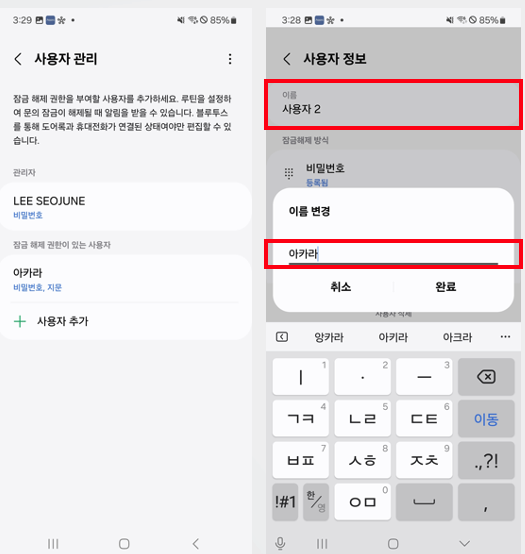 3:29
85%
사용자 관리
잠금 해제 권한을 부여할 사용자를 추가하세요. 루틴을 설정하
여 문의 잠금이 해제될 때 알림을 받을 수 있습니다. 블루투스
를 통해 도어록과 휴대전화가 연결된 상태여야만 편집할 수 있
습니다.
관리자
LEE SEOJUNE
비밀번호
잠금 해제 권한이 있는 사용자
아카라
비밀번호, 지문
사용자 추가
3:28
85%
사용자 정보
이름
사용자 2
잠금해제 방식
비밀번호
등록됨
이름 변경
아카라
취소
완료
사용자 삭제
앙카라 아키라 아크라
ㅣ 1
· 2
ㅡ 3
ㄱㅋ 4
ㄴㄹ 5
ㄷㅌ 6
이동
ㅂㅍ 7
ㅅㅎ 8
ㅈㅊ 9
.,?!
!#1
한/영
ㅇㅁ 0
,